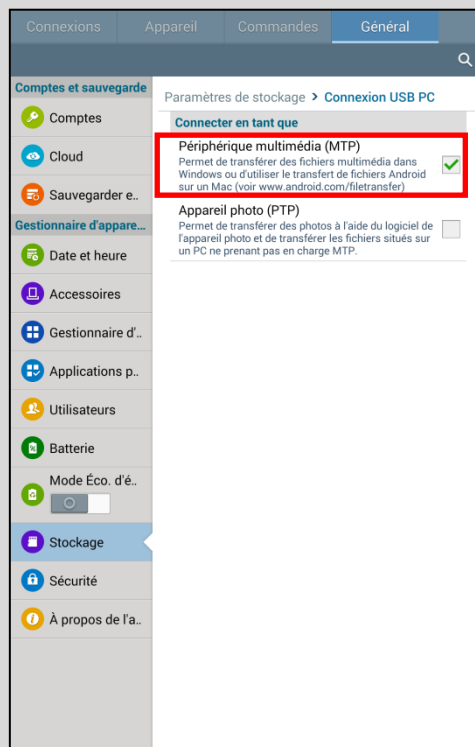 Connexions
Appareil
Commandes
Général
Comptes et sauvegarde
Comptes
Cloud
Sauvegarder e..
Gestionnaire d'appare...
Date et heure
Accessoires
Gestionnaire d'..
Applications p..
Utilisateurs
Batterie
Mode Éco. d'é..
Stockage
Sécurité
À propos de l'a..
Paramètres de stockage > Connexion USB PC
Connecter en tant que
Périphérique multimédia (MTP)
Permet de transférer des fichiers multimédia dans
Windows ou d'utiliser le transfert de fichiers Android
sur un Mac (voir www.android.com/filetransfer)
Appareil photo (PTP)
Permet de transférer des photos à l'aide du logiciel de
l'appareil photo et de transférer les fichiers situés sur
un PC ne prenant pas en charge MTP.